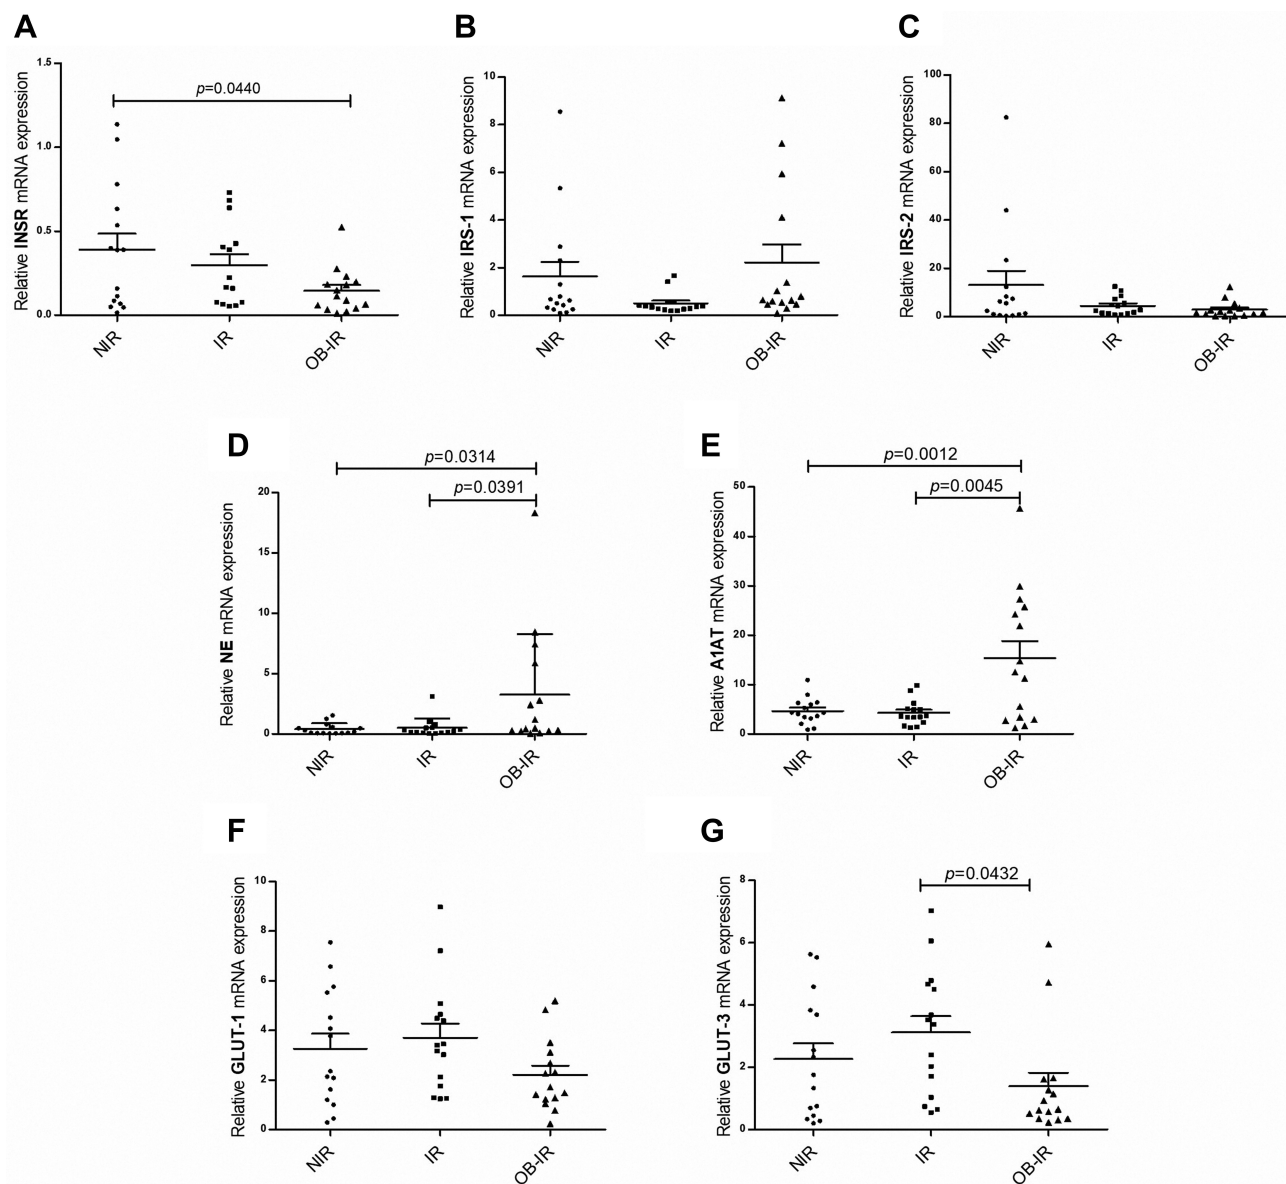 A
Relative INSR mRNA expression
1.5
1.0
0.5
0.0
p=0.0440
NIR
IR
OB-IR
B
Relative IRS-1 mRNA expression
10
8
6
4
2
0
NIR
IR
OB-IR
C
Relative IRS-2 mRNA expression
100
80
60
40
20
0
NIR
IR
OB-IR
D
Relative NE mRNA expression
p=0.0314
p=0.0391
20
15
10
5
0
NIR
IR
OB-IR
E
Relative A1AT mRNA expression
p=0.0012
p=0.0045
50
40
30
20
10
0
NIR
IR
OB-IR
F
Relative GLUT-1 mRNA expression
10
8
6
4
2
0
NIR
IR
OB-IR
G
Relative GLUT-3 mRNA expression
p=0.0432
8
6
4
2
0
NIR
IR
OB-IR